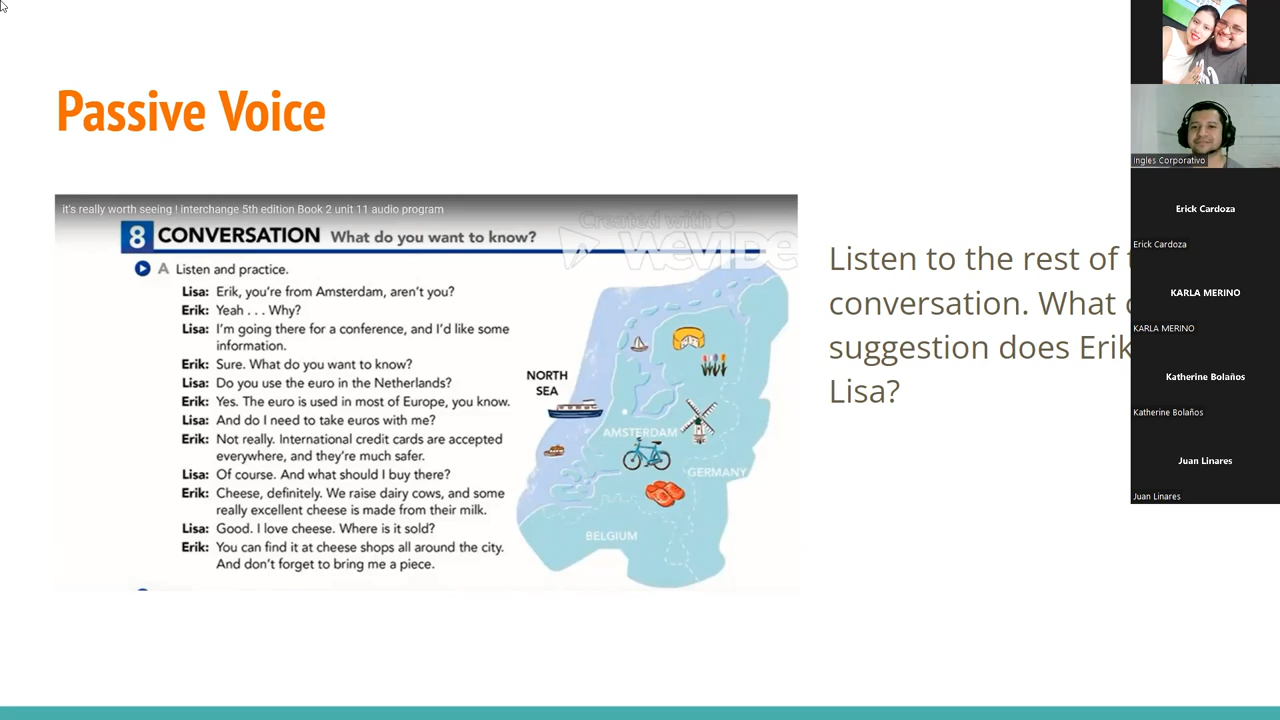 Passive Voice
it's really worth seeing ! interchange 5th edition Book 2 unit 11 audio program
Created with
WEVIDE
8 CONVERSATION What do you want to know?
A Listen and practice.
Lisa: Erik, you're from Amsterdam, aren't you?
Erik: Yeah . . . Why?
Lisa: I'm going there for a conference, and I'd like some
information.
Erik: Sure. What do you want to know?
Lisa: Do you use the euro in the Netherlands?
Erik: Yes. The euro is used in most of Europe, you know.
Lisa: And do I need to take euros with me?
Erik: Not really. International credit cards are accepted
everywhere, and they're much safer.
Lisa: Of course. And what should I buy there?
Erik: Cheese, definitely. We raise dairy cows, and some
really excellent cheese is made from their milk.
Lisa: Good. I love cheese. Where is it sold?
Erik: You can find it at cheese shops all around the city.
And don't forget to bring me a piece.
NORTH
SEA
AMSTERDAM
GERMANY
BELGIUM
Listen to the rest of
conversation. What
suggestion does Erik
Lisa?
Ingles Corporativo
Erick Cardoza
Erick Cardoza
KARLA MERINO
KARLA MERINO
Katherine Bolaños
Katherine Bolaños
Juan Linares
Juan Linares